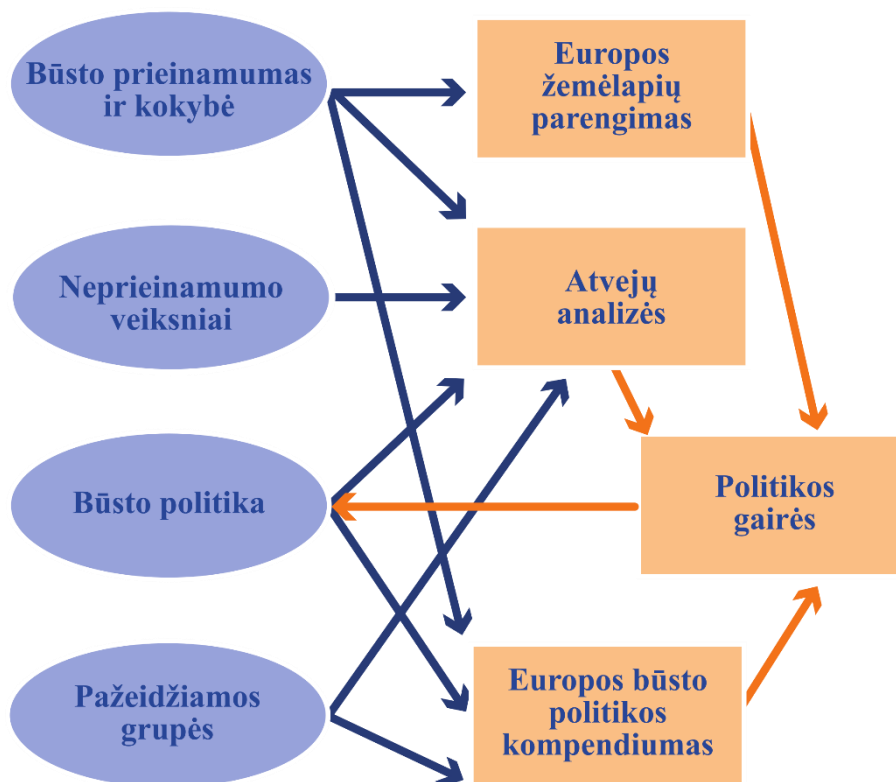 Būsto prieinamumas
ir kokybė
Europos
žemėlapių
parengimas
Neprieinamumo
veiksniai
Atvejų
analizės
Būsto politika
Politikos
gairės
Pažeidžiamos
grupės
Europos būsto
politikos
kompendiumas